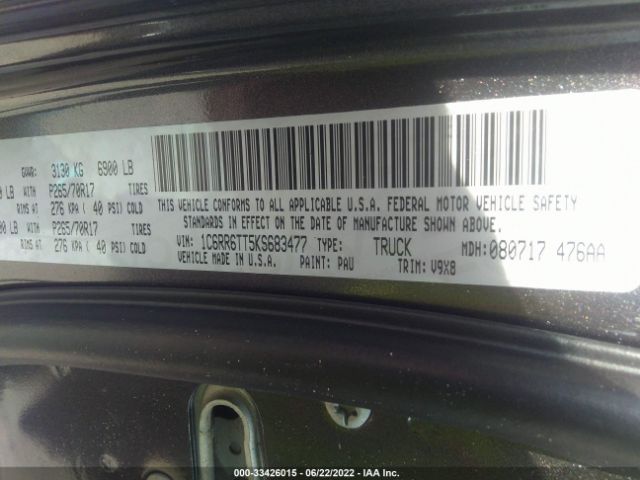 GVWR: 3130 KG 6900 LB
LB WITH P265/70R17 TIRES
RIMS AT 276 KPA ( 40 PSI) COLD
00 LB WITH P265/70R17 TIRES
RIMS AT 276 KPA ( 40 PSI) COLD
THIS VEHICLE CONFORMS TO ALL APPLICABLE U.S.A. FEDERAL MOTOR VEHICLE SAFETY
STANDARDS IN EFFECT ON THE DATE OF MANUFACTURE SHOWN ABOVE.
VIN: 1C6RR6TT5KS683477 TYPE: TRUCK MDH: 080717 476AA
VEHICLE MADE IN U.S.A. PAINT: PAU TRIM: V9X8
000-33426015 - 06/22/2022 - IAA Inc.